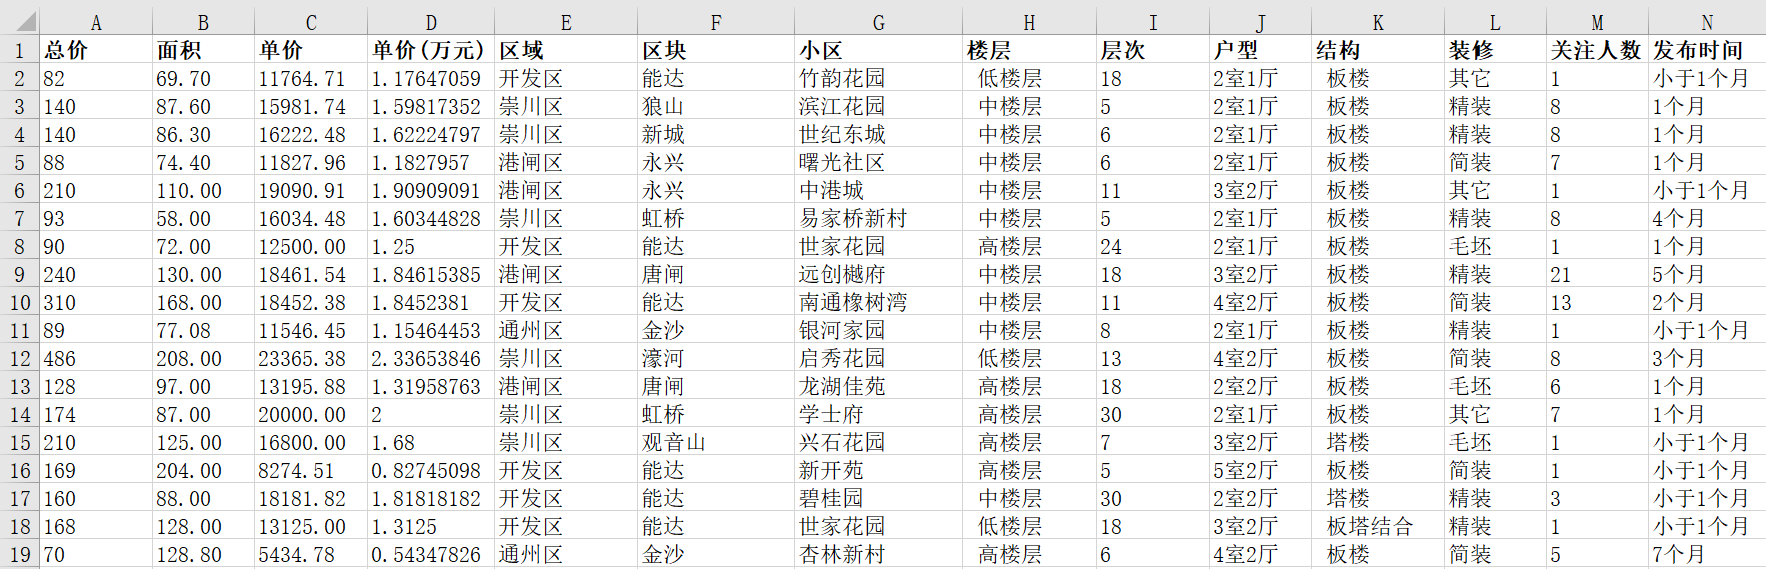 A B C D E F G H I J K L M N
1 总价 面积 单价 单价(万元) 区域 区块 小区 楼层 层次 户型 结构 装修 关注人数 发布时间
2 82 69.70 11764.71 1.17647059 开发区 能达 竹韵花园 低楼层 18 2室1厅 板楼 其它 1 小于1个月
3 140 87.60 15981.74 1.59817352 崇川区 狼山 滨江花园 中楼层 5 2室1厅 板楼 精装 8 1个月
4 140 86.30 16222.48 1.62224797 崇川区 新城 世纪东城 中楼层 6 2室1厅 板楼 精装 8 1个月
5 88 74.40 11827.96 1.1827957 港闸区 永兴 曙光社区 中楼层 6 2室1厅 板楼 简装 7 1个月
6 210 110.00 19090.91 1.90909091 港闸区 永兴 中港城 中楼层 11 3室2厅 板楼 其它 1 小于1个月
7 93 58.00 16034.48 1.60344828 崇川区 虹桥 易家桥新村 中楼层 5 2室1厅 板楼 精装 8 4个月
8 90 72.00 12500.00 1.25 开发区 能达 世家花园 高楼层 24 2室1厅 板楼 毛坯 1 1个月
9 240 130.00 18461.54 1.84615385 港闸区 唐闸 远创樾府 中楼层 18 3室2厅 板楼 精装 21 5个月
10 310 168.00 18452.38 1.8452381 开发区 能达 南通橡树湾 中楼层 11 4室2厅 板楼 简装 13 2个月
11 89 77.08 11546.45 1.15464453 通州区 金沙 银河家园 中楼层 8 2室1厅 板楼 精装 1 小于1个月
12 486 208.00 23365.38 2.33653846 崇川区 濠河 启秀花园 低楼层 13 4室2厅 板楼 简装 8 3个月
13 128 97.00 13195.88 1.31958763 港闸区 唐闸 龙湖佳苑 高楼层 18 2室2厅 板楼 毛坯 6 1个月
14 174 87.00 20000.00 2 崇川区 虹桥 学士府 高楼层 30 2室1厅 板楼 其它 7 1个月
15 210 125.00 16800.00 1.68 崇川区 观音山 兴石花园 高楼层 7 3室2厅 塔楼 毛坯 1 小于1个月
16 169 204.00 8274.51 0.82745098 开发区 能达 新开苑 高楼层 5 5室2厅 板楼 简装 1 小于1个月
17 160 88.00 18181.82 1.81818182 开发区 能达 碧桂园 中楼层 30 2室2厅 塔楼 精装 3 小于1个月
18 168 128.00 13125.00 1.3125 开发区 能达 世家花园 低楼层 18 3室2厅 板塔结合 精装 1 小于1个月
19 70 128.80 5434.78 0.54347826 通州区 金沙 杏林新村 高楼层 6 4室2厅 板楼 简装 5 7个月